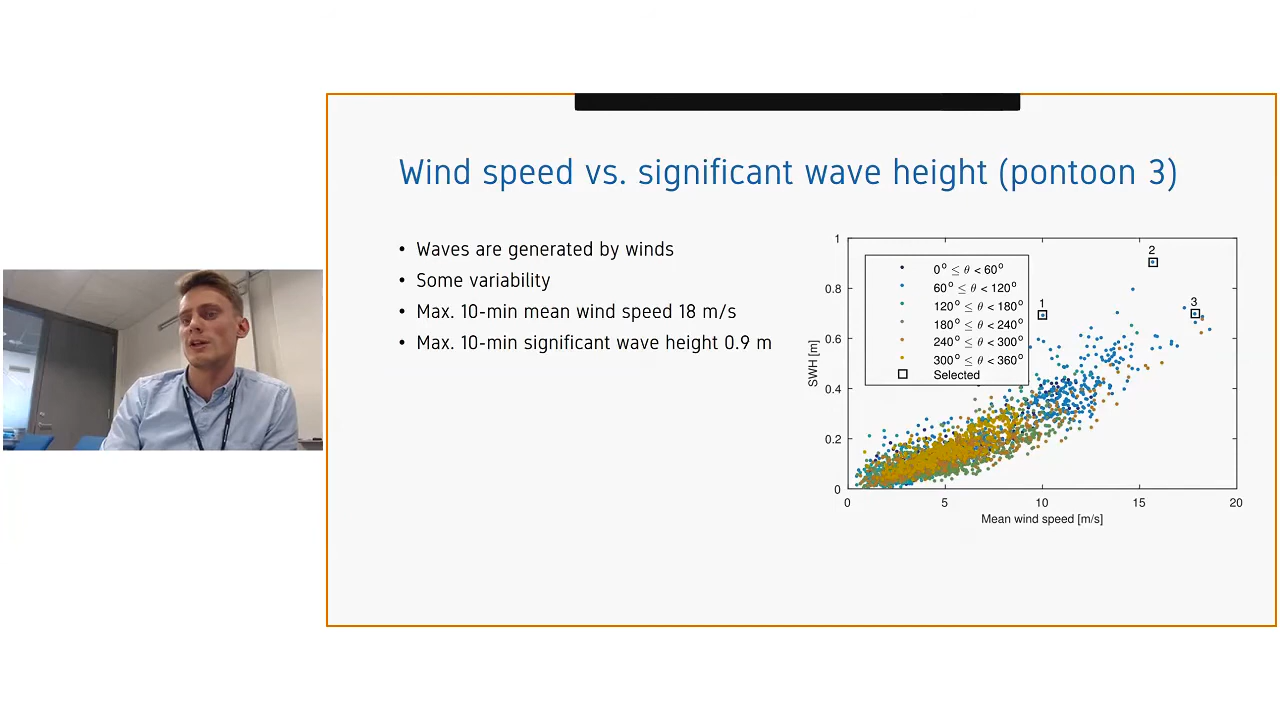 Wind speed vs. significant wave height (pontoon 3)
• Waves are generated by winds
• Some variability
• Max. 10-min mean wind speed 18 m/s
• Max. 10-min significant wave height 0.9 m
1
0.8
0.6
0.4
0.2
0
SWH [m]
0° ≤ θ < 60°
60° ≤ θ < 120°
120° ≤ θ < 180°
180° ≤ θ < 240°
240° ≤ θ < 300°
300° ≤ θ < 360°
Selected
1
2
3
0 5 10 15 20
Mean wind speed [m/s]